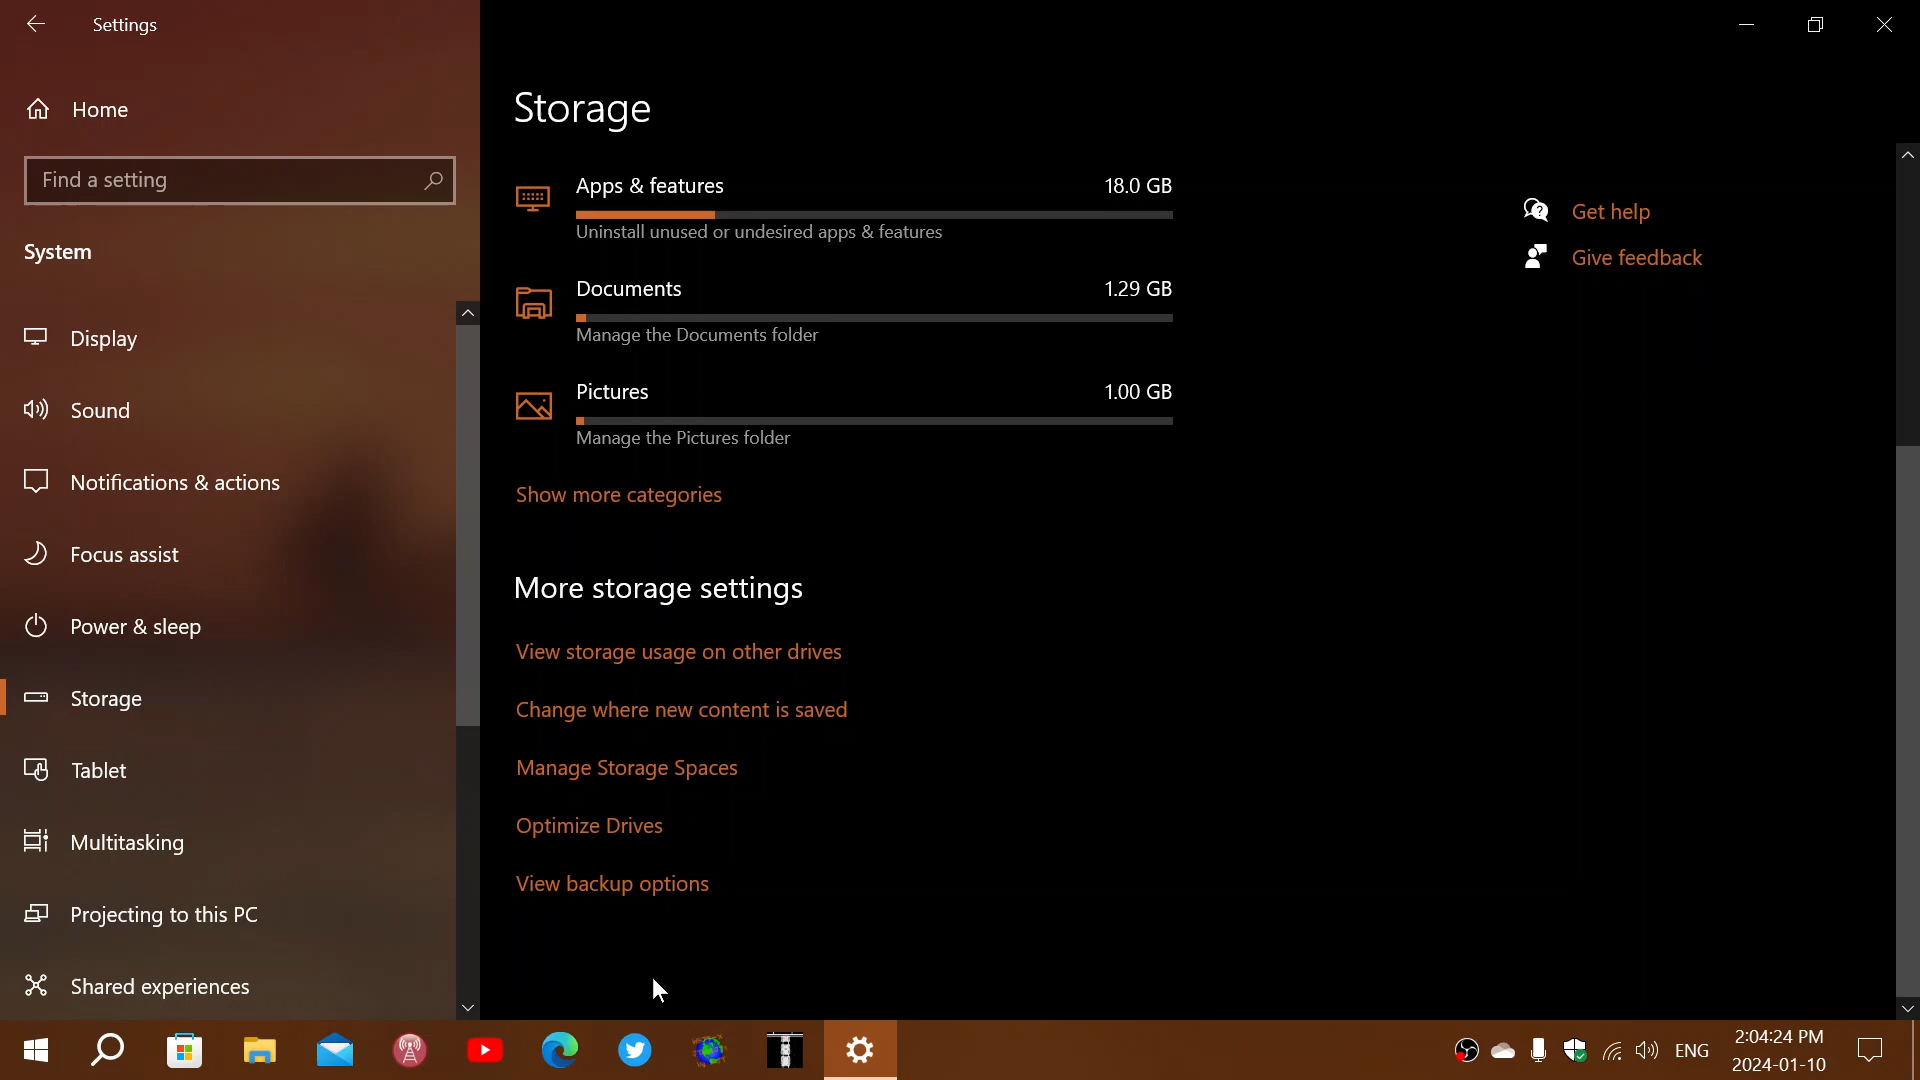 Settings
Home
Find a setting
System
Display
Sound
Notifications & actions
Focus assist
Power & sleep
Storage
Tablet
Multitasking
Projecting to this PC
Shared experiences
Storage
Apps & features 18.0 GB
Uninstall unused or undesired apps & features
Documents 1.29 GB
Manage the Documents folder
Pictures 1.00 GB
Manage the Pictures folder
Show more categories
More storage settings
View storage usage on other drives
Change where new content is saved
Manage Storage Spaces
Optimize Drives
View backup options
Get help
Give feedback
ENG
2:04:24 PM
2024-01-10